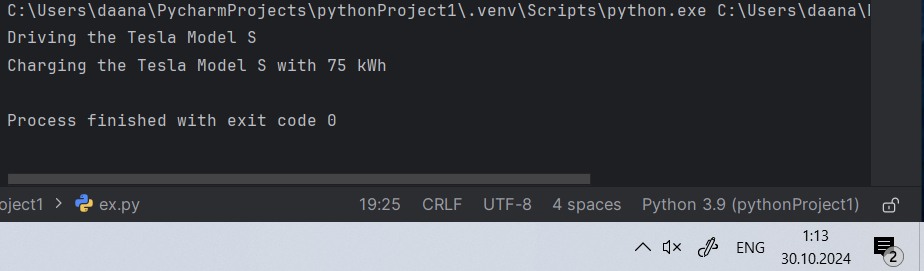 C:\Users\daana\PycharmProjects\pythonProject1\.venv\Scripts\python.exe C:\Users\daana\
Driving the Tesla Model S
Charging the Tesla Model S with 75 kWh
Process finished with exit code 0
oject1 > ex.py 19:25 CRLF UTF-8 4 spaces Python 3.9 (pythonProject1)
ENG 1:13 30.10.2024 2